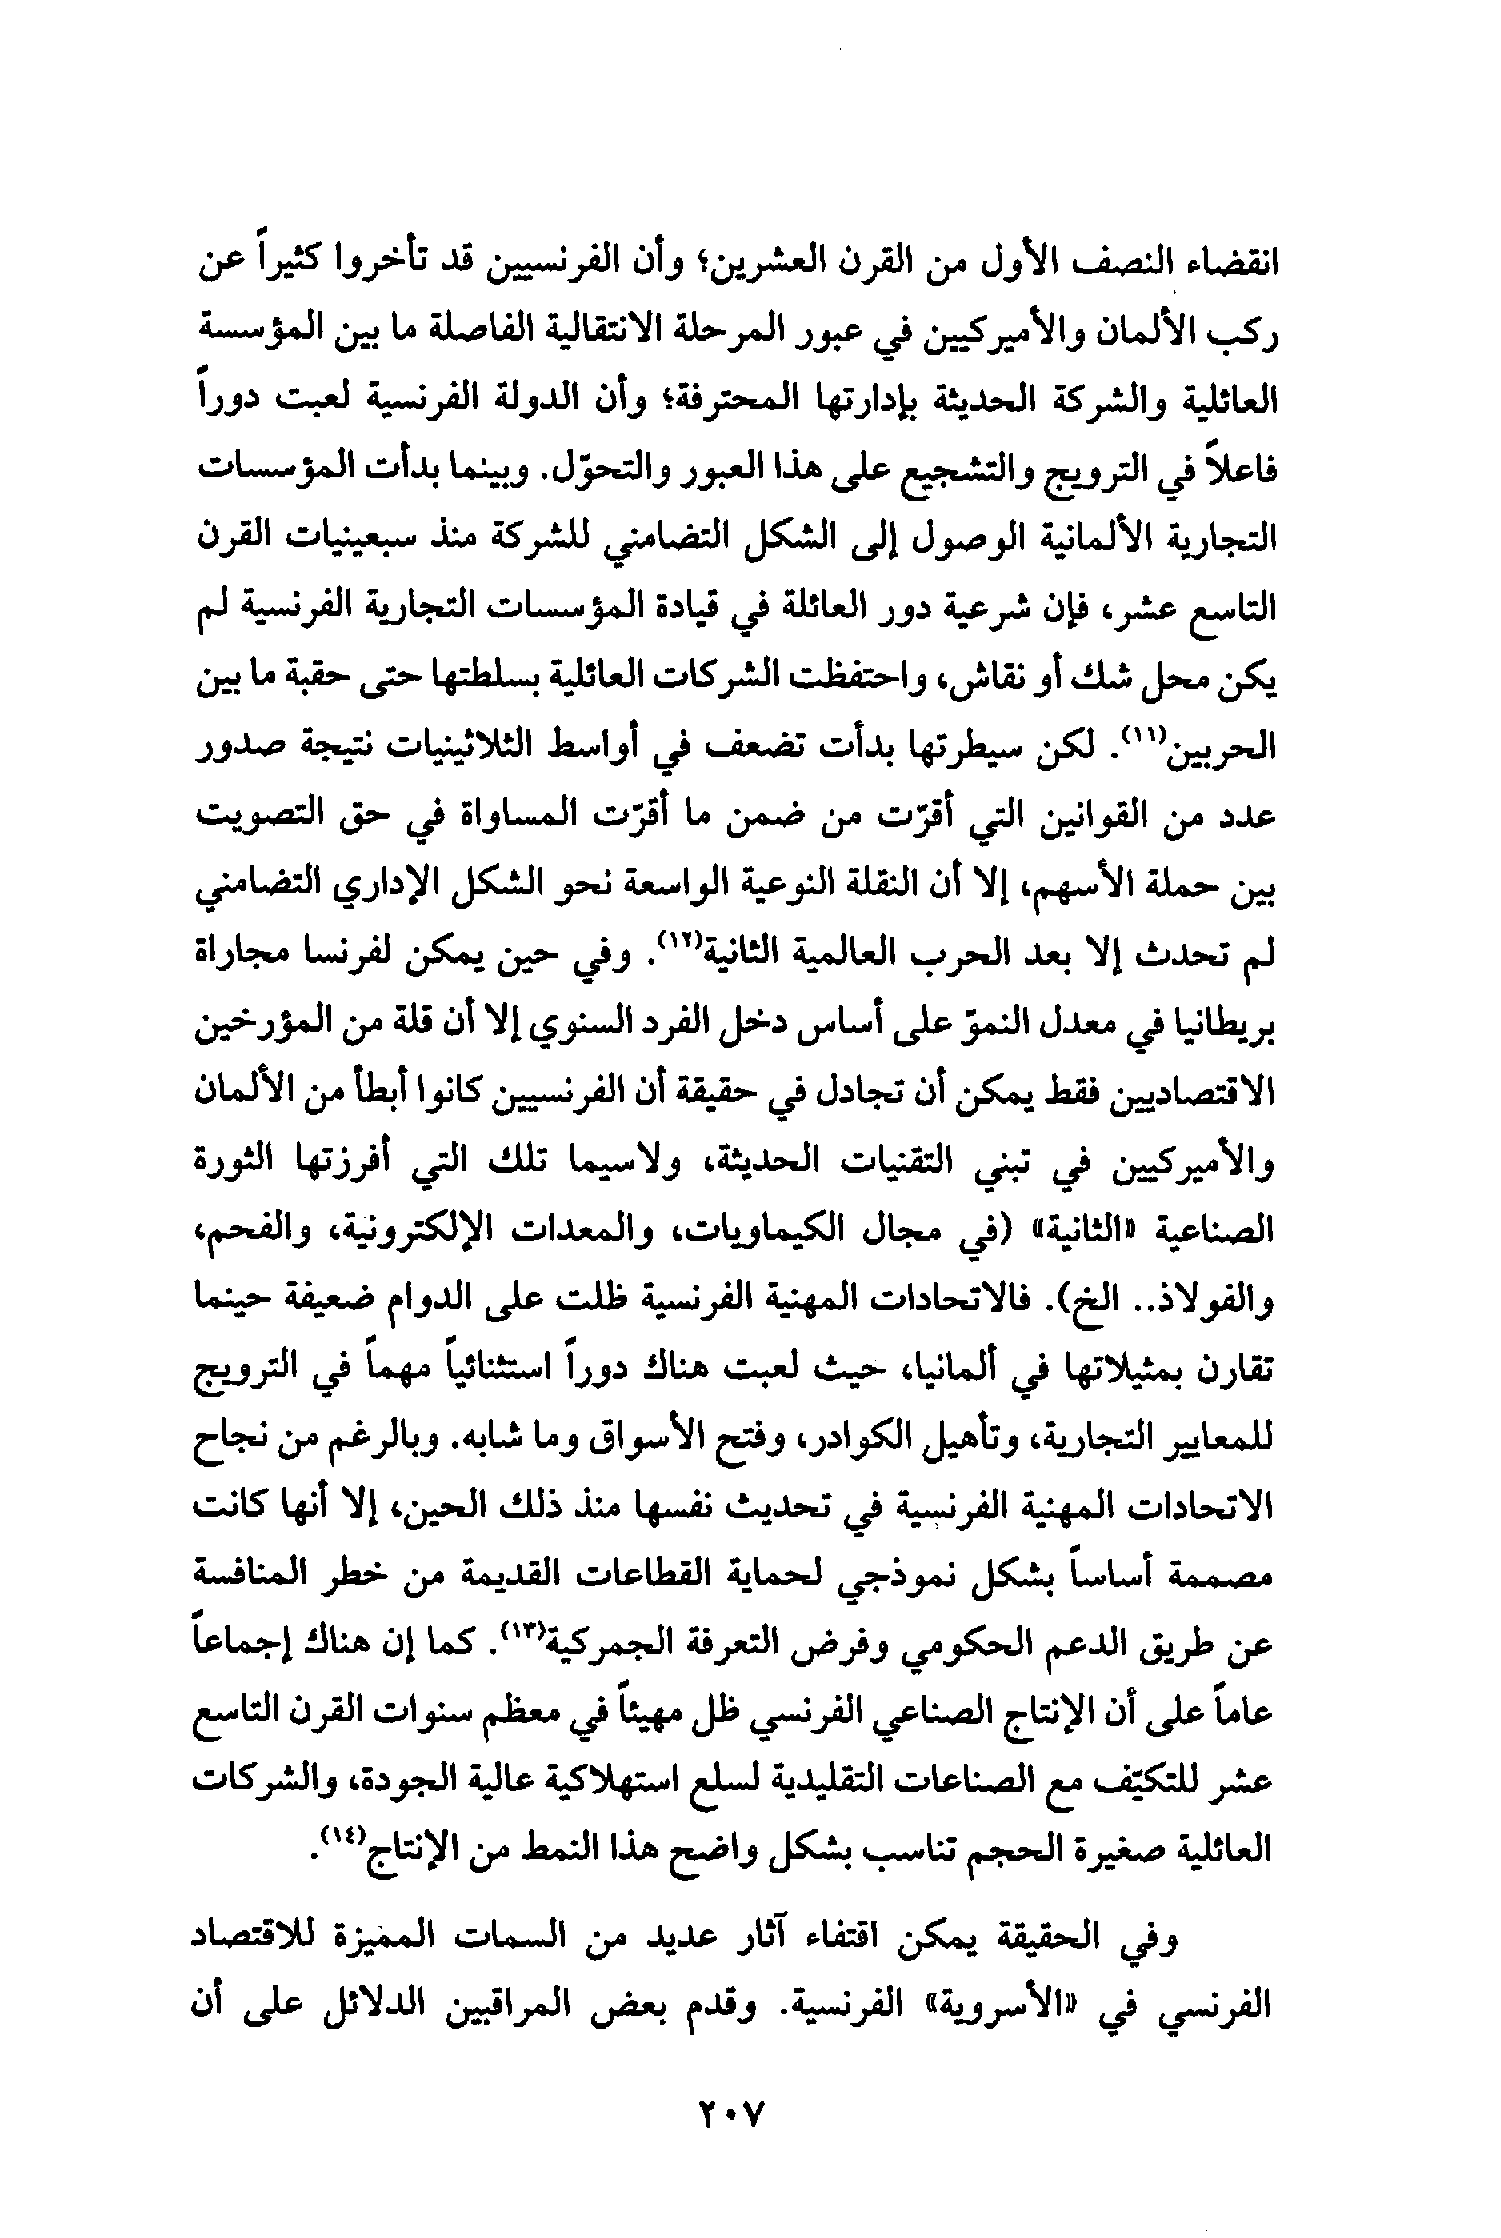 انقضاء النصف الأول من القرن العشرين؛ وأن الفرنسيين قد تأخروا كثيراً عن
ركب الألمان والأميركيين في عبور المرحلة الانتقالية الفاصلة ما بين المؤسسة
العائلية والشركة الحديثة بإدارتها المحترفة؛ وأن الدولة الفرنسية لعبت دوراً
فاعلاً في الترويج والتشجيع على هذا العبور والتحوّل. وبينما بدأت المؤسسات
التجارية الألمانية الوصول إلى الشكل التضامني للشركة منذ سبعينيات القرن
التاسع عشر، فإن شرعية دور العائلة في قيادة المؤسسات التجارية الفرنسية لم
يكن محل شك أو نقاش، واحتفظت الشركات العائلية بسلطتها حتى حقبة ما بين
الحربين(١١). لكن سيطرتها بدأت تضعف في أواسط الثلاثينيات نتيجة صدور
عدد من القوانين التي أقرّت من ضمن ما أقرّت المساواة في حق التصويت
بين حملة الأسهم، إلا أن النقلة النوعية الواسعة نحو الشكل الإداري التضامني
لم تحدث إلا بعد الحرب العالمية الثانية(١٢). وفي حين يمكن لفرنسا مجاراة
بريطانيا في معدل النموّ على أساس دخل الفرد السنوي إلا أن قلة من المؤرخين
الاقتصاديين فقط يمكن أن تجادل في حقيقة أن الفرنسيين كانوا أبطأ من الألمان
والأميركيين في تبني التقنيات الحديثة، ولاسيما تلك التي أفرزتها الثورة
الصناعية «الثانية» (في مجال الكيماويات، والمعدات الإلكترونية، والفحم،
والفولاذ.. الخ). فالاتحادات المهنية الفرنسية ظلت على الدوام ضعيفة حينما
تقارن بمثيلاتها في ألمانيا، حيث لعبت هناك دوراً استثنائياً مهماً في الترويج
للمعايير التجارية، وتأهيل الكوادر، وفتح الأسواق وما شابه. وبالرغم من نجاح
الاتحادات المهنية الفرنسية في تحديث نفسها منذ ذلك الحين، إلا أنها كانت
مصممة أساساً بشكل نموذجي لحماية القطاعات القديمة من خطر المنافسة
عن طريق الدعم الحكومي وفرض التعرفة الجمركية(١٣). كما إن هناك إجماعاً
عاماً على أن الإنتاج الصناعي الفرنسي ظل مهيئاً في معظم سنوات القرن التاسع
عشر للتكيّف مع الصناعات التقليدية لسلع استهلاكية عالية الجودة، والشركات
العائلية صغيرة الحجم تناسب بشكل واضح هذا النمط من الإنتاج(١٤).
وفي الحقيقة يمكن اقتفاء آثار عديد من السمات المميزة للاقتصاد
الفرنسي في «الأسروية» الفرنسية. وقدم بعض المراقبين الدلائل على أن
٢٠٧